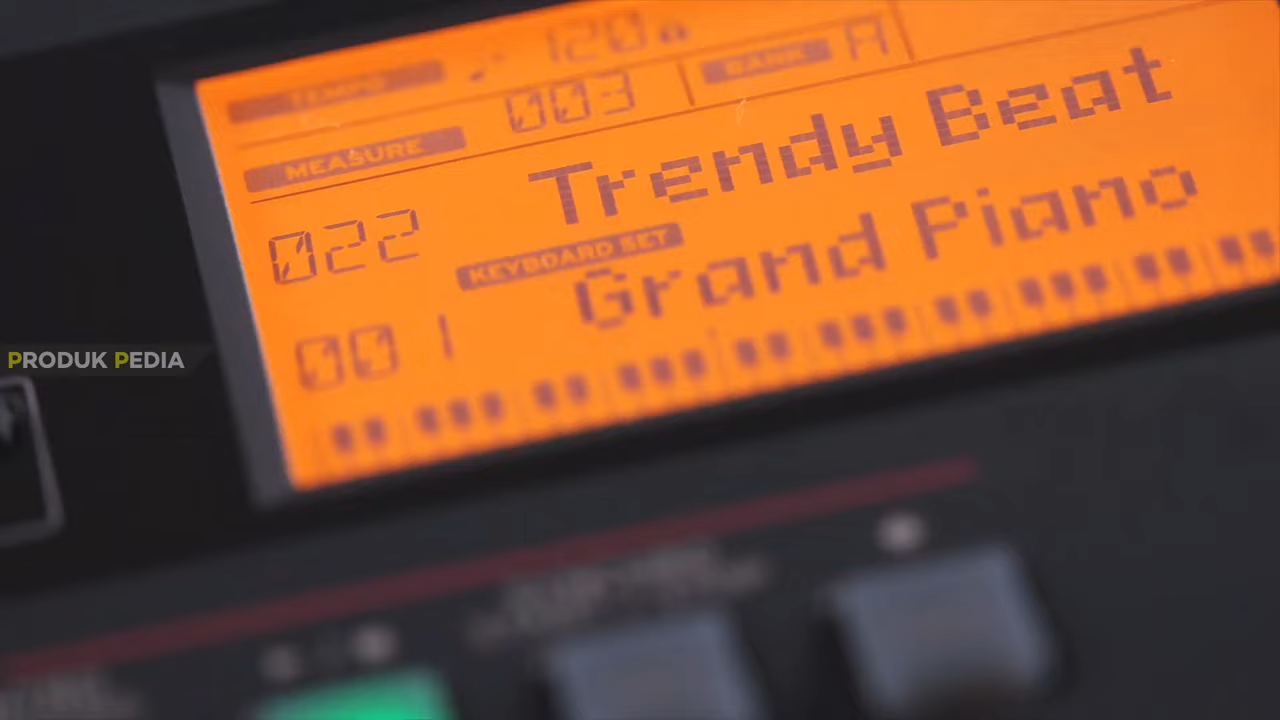 TEMPO 120
MEASURE 003 BANK A
022 Trendy Beat
KEYBOARD SET
001 Grand Piano
PRODUK PEDIA